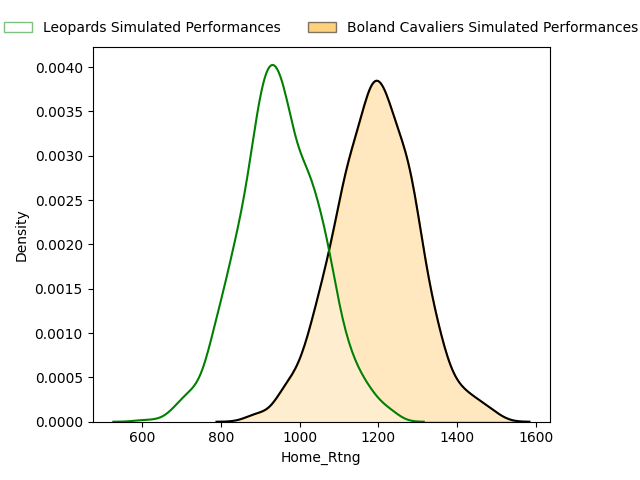 Leopards Simulated Performances
Boland Cavaliers Simulated Performances
0.0040
0.0035
0.0030
0.0025
0.0020
0.0015
0.0010
0.0005
0.0000
Density
600 800 1000 1200 1400 1600
Home_Rtng